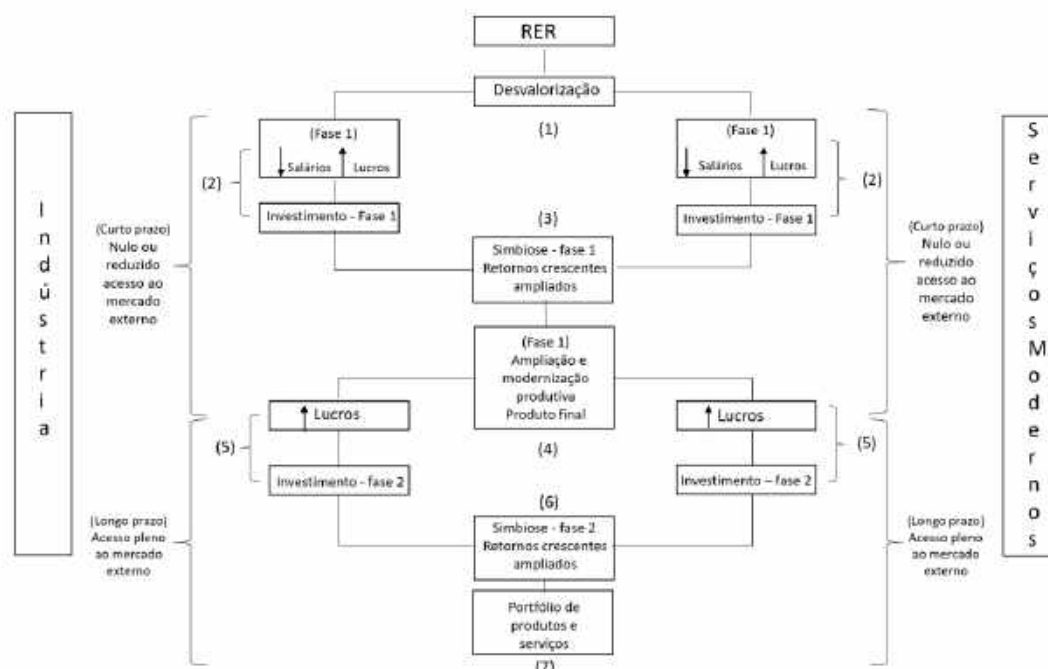 RER
Desvalorização
(1)
(Fase 1)
Salários
Lucros
(2)
Investimento - Fase 1
(Fase 1)
Salários
Lucros
(2)
Investimento - Fase 1
Indústria
(Curto prazo)
Nulo ou
reduzido
acesso ao
mercado
externo
(3)
Simbiose - fase 1
Retornos crescentes
ampliados
(Curto prazo)
Nulo ou
reduzido
acesso ao
mercado
externo
Serviços Modernos
(Fase 1)
Ampliação e
modernização
produtiva
Produto final
(4)
Lucros
(5)
Investimento - fase 2
Lucros
(5)
Investimento – fase 2
(6)
Simbiose - fase 2
Retornos crescentes
ampliados
(Longo prazo)
Acesso pleno
ao mercado
externo
(Longo prazo)
Acesso pleno
ao mercado
externo
Portfólio de
produtos e
serviços
(7)